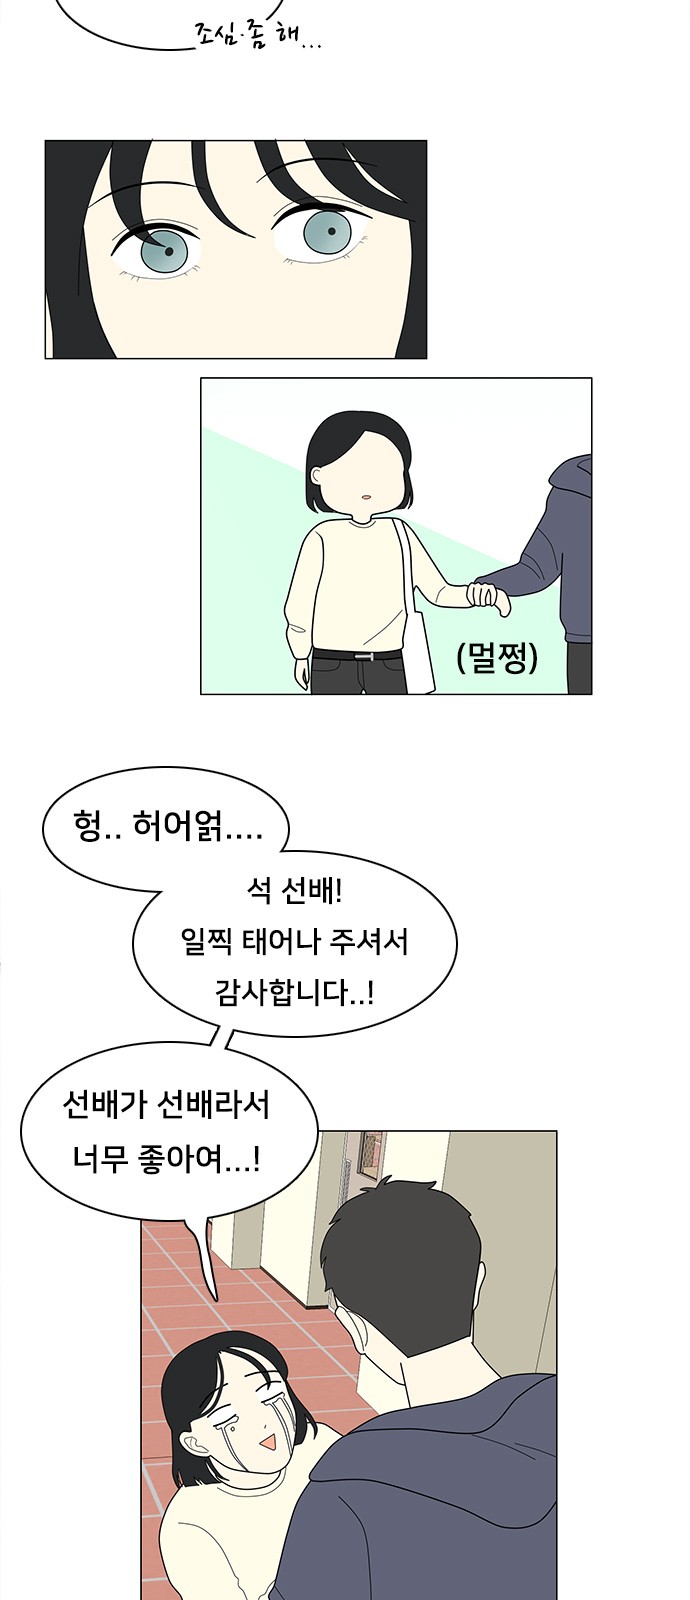 조심 좀 해...
(멀쩡)
헝.. 허어얽....
석 선배!
일찍 태어나 주셔서
감사합니다..!
선배가 선배라서
너무 좋아여...!